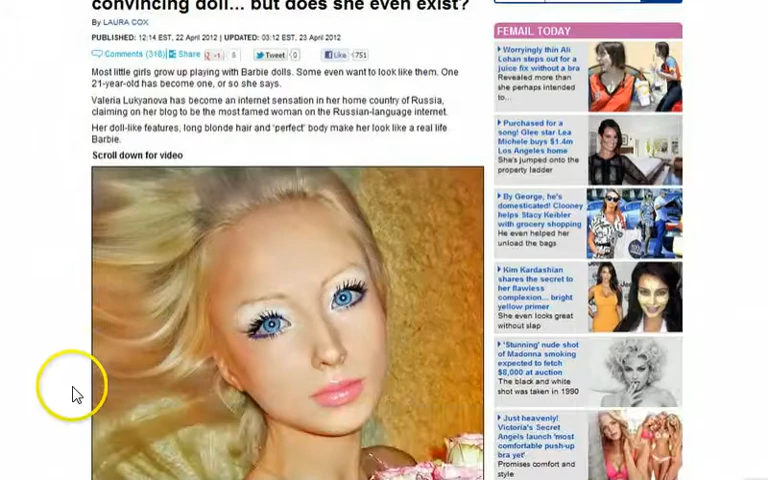 convincing doll... but does she even exist?
By LAURA COX
PUBLISHED: 12:14 EST, 22 April 2012 | UPDATED: 03:12 EST, 23 April 2012
Comments (318) Share +1 0 Tweet 0 Like 751
Most little girls grow up playing with Barbie dolls. Some even want to look like them. One
21-year-old has become one, or so she says.
Valeria Lukyanova has become an internet sensation in her home country of Russia,
claiming on her blog to be the most famed woman on the Russian-language internet.
Her doll-like features, long blonde hair and 'perfect' body make her look like a real life
Barbie.
Scroll down for video
FEMAIL TODAY
Worryingly thin Ali
Lohan steps out for a
juice fix without a bra
Revealed more than
she perhaps
intended to...
Purchased for a
song! Glee star Lea
Michele buys $1.4m
Los Angeles home
She's jumped onto the
property ladder
By George, he's
domesticated! Clooney
helps Stacy Keibler
with grocery shopping
He even helped her
unload the bags
Kim Kardashian
shares the secret to
her flawless
complexion... bright
yellow primer
She even looks great
without slap
'Stunning' nude shot
of Madonna smoking
expected to fetch
$8,000 at auction
The black and white
shot was taken in 1990
Just heavenly!
Victoria's Secret
Angels launch 'most
comfortable push-up
bra yet'
Promises comfort and
style